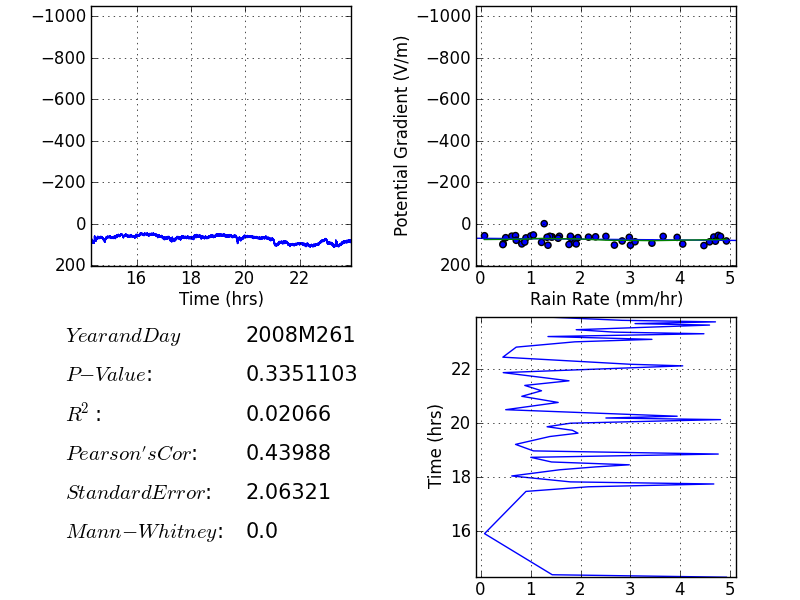 −1000
−800
−600
−400
−200
0
200
16 18 20 22
Time (hrs)
Potential Gradient (V/m)
−1000
−800
−600
−400
−200
0
200
0 1 2 3 4 5
Rain Rate (mm/hr)
YearandDay 2008M261
P−Value: 0.3351103
R² : 0.02066
Pearson'sCor: 0.43988
StandardError: 2.06321
Mann−Whitney: 0.0
Time (hrs)
22
20
18
16
0 1 2 3 4 5